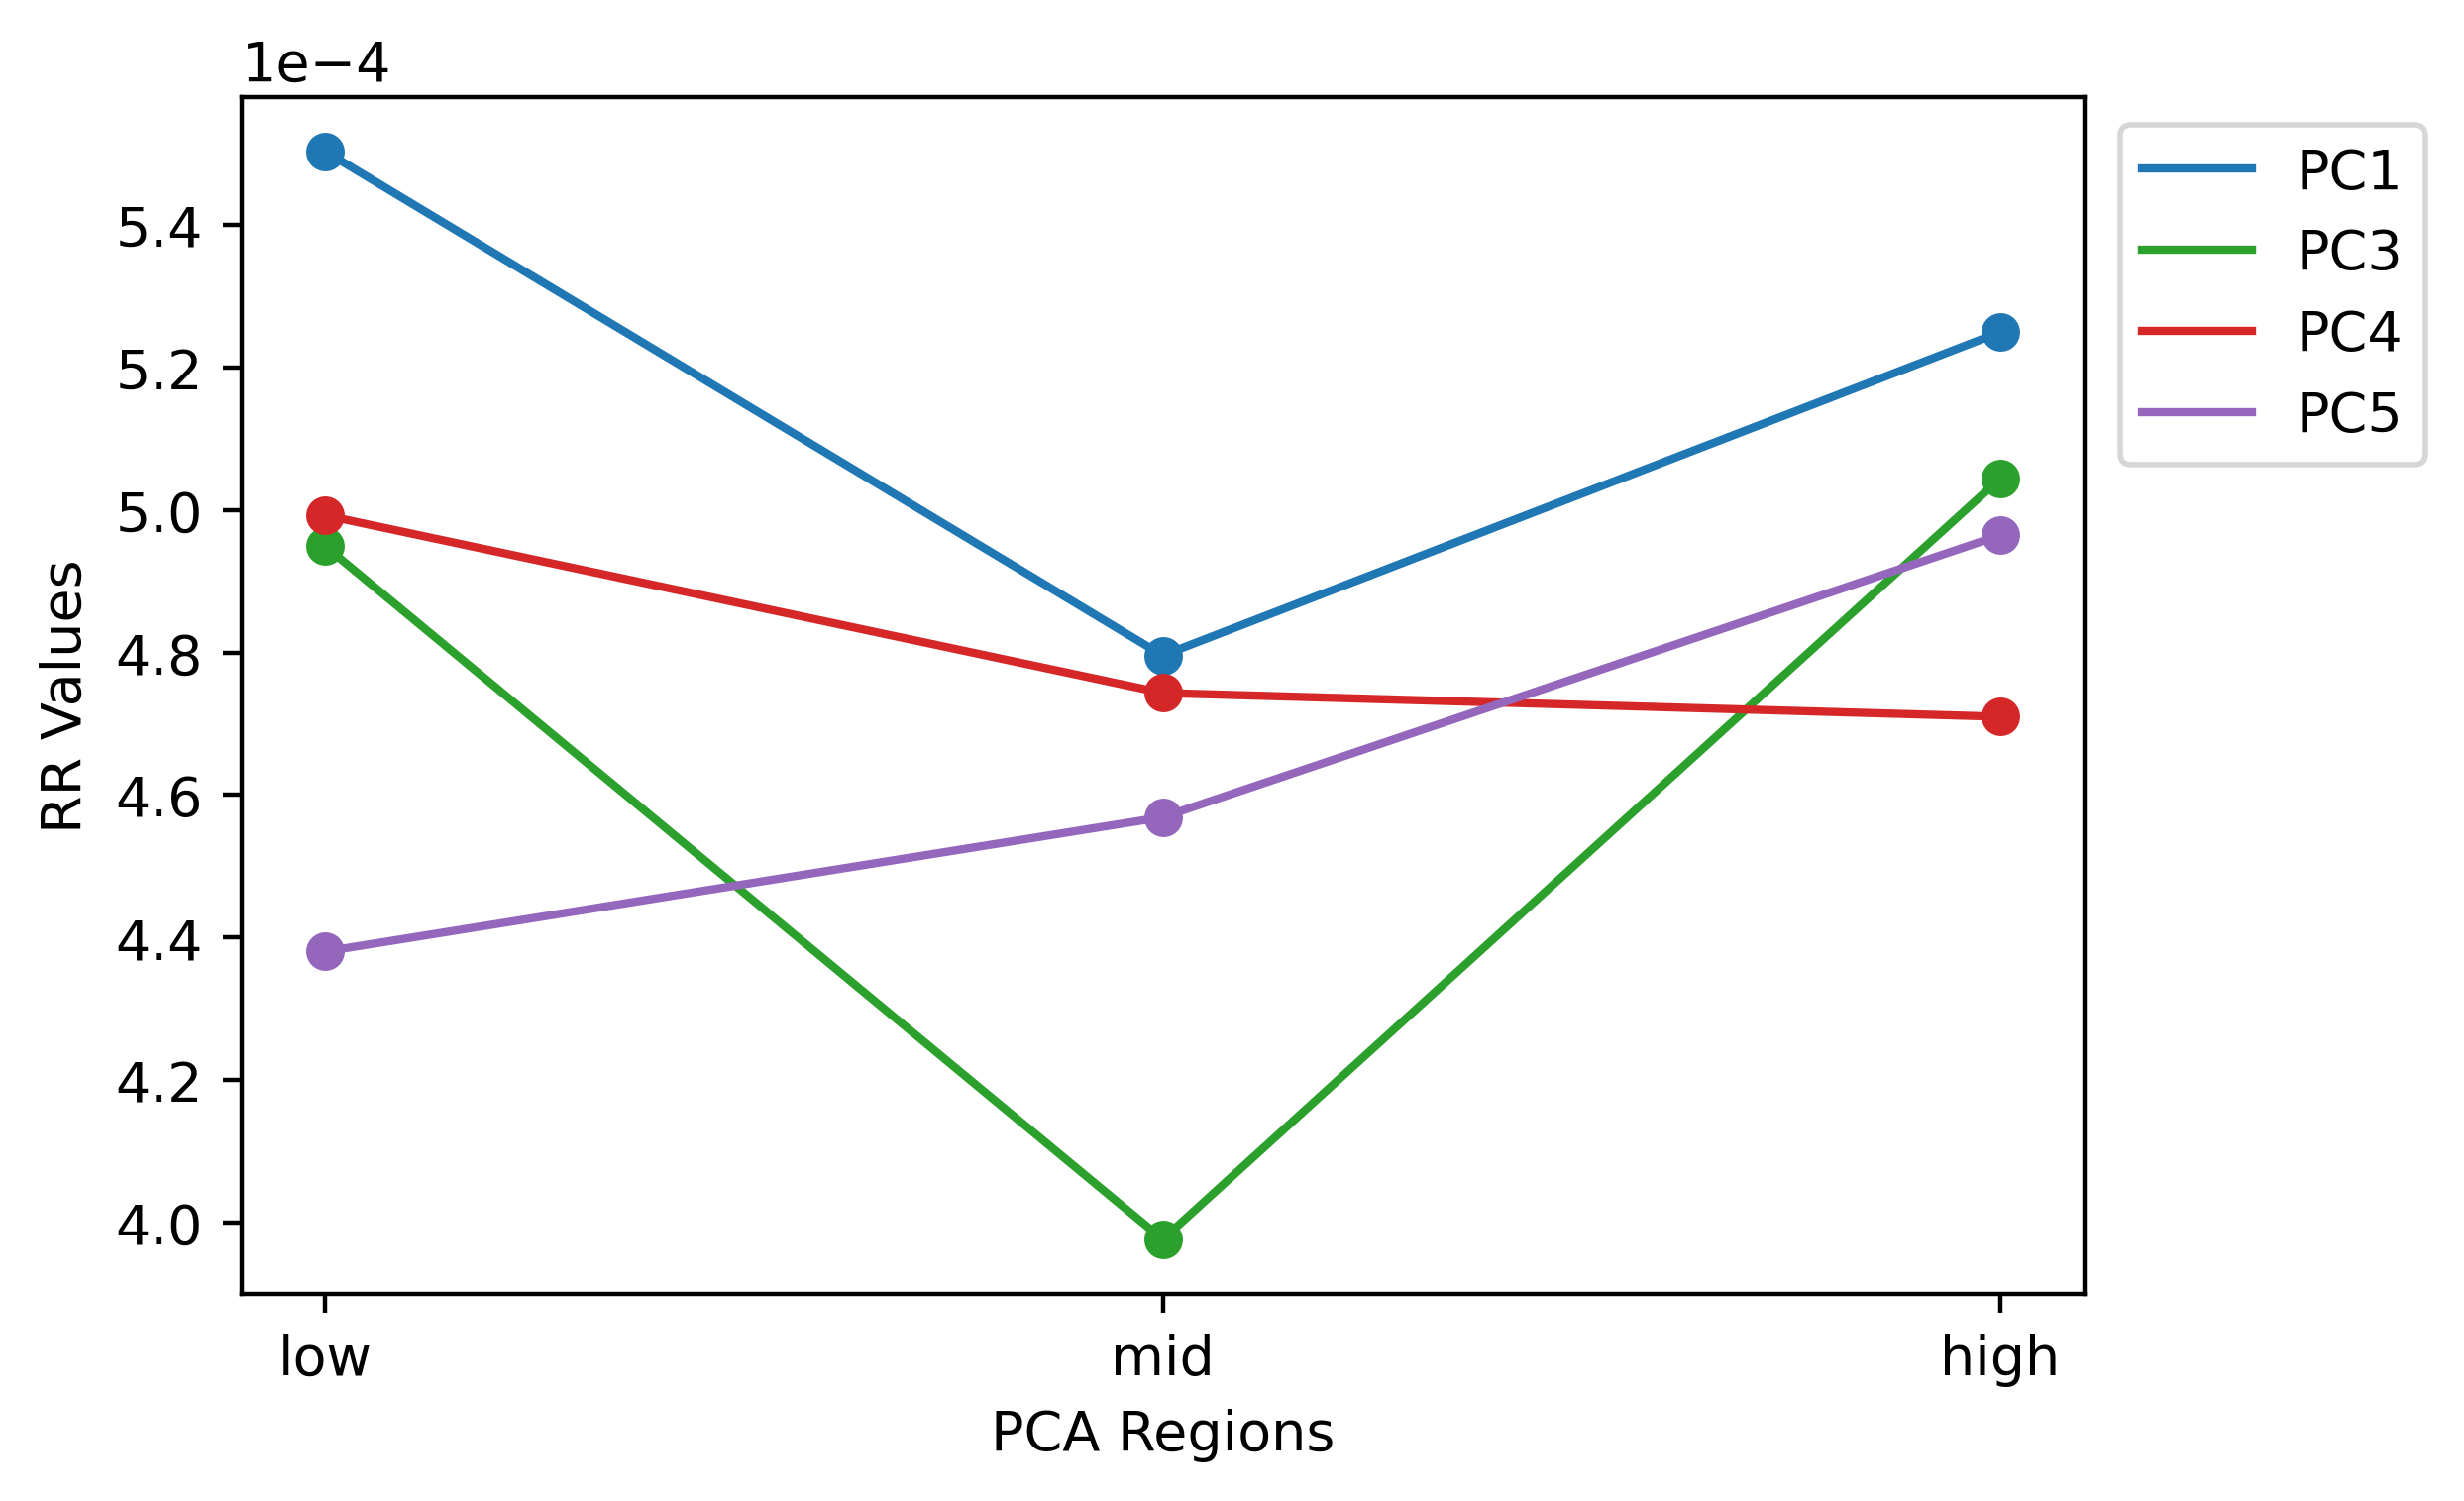 1e−4
5.4
5.2
5.0
4.8
4.6
4.4
4.2
4.0
RR Values
low mid high
PCA Regions
PC1
PC3
PC4
PC5